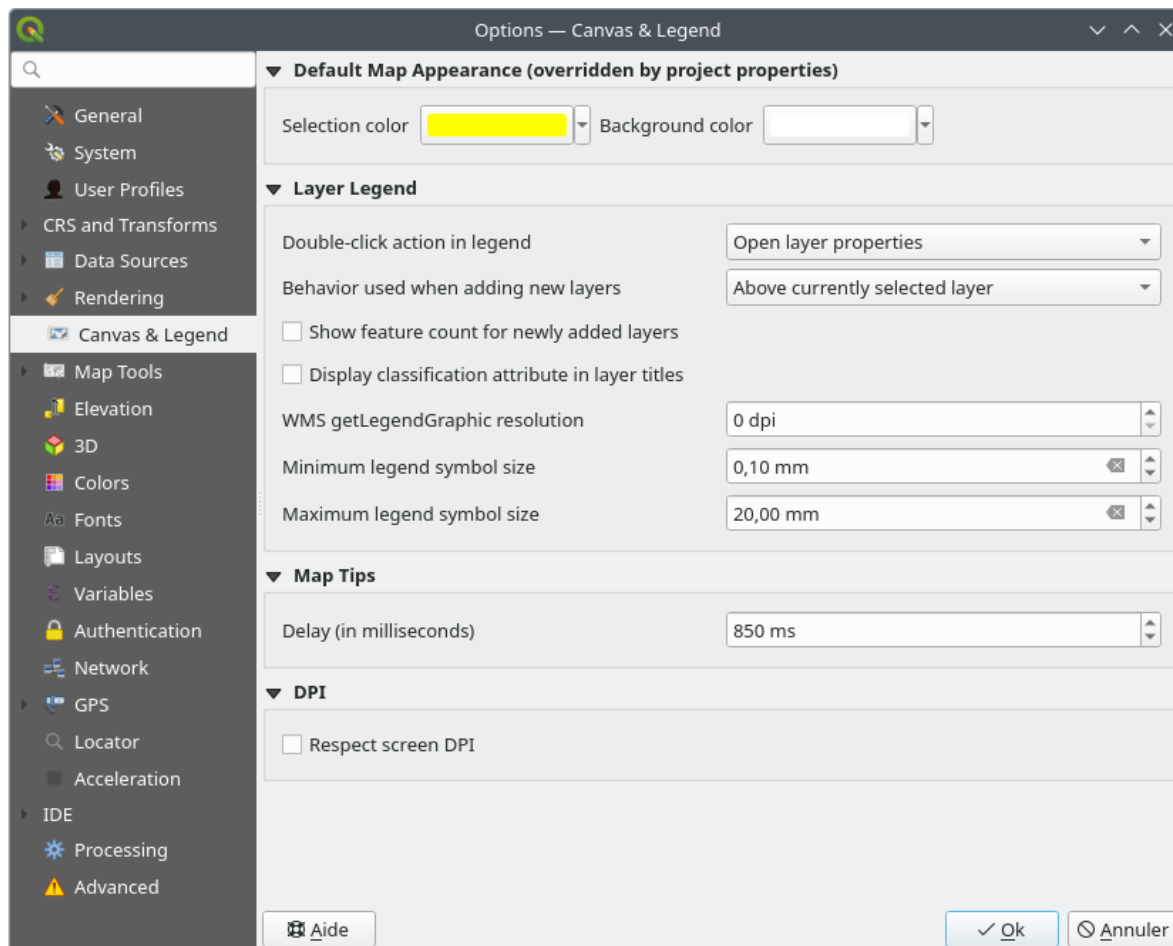 Options — Canvas & Legend
General
System
User Profiles
CRS and Transforms
Data Sources
Rendering
Canvas & Legend
Map Tools
Elevation
3D
Colors
Fonts
Layouts
Variables
Authentication
Network
GPS
Locator
Acceleration
IDE
Processing
Advanced
Default Map Appearance (overridden by project properties)
Selection color Background color
Layer Legend
Double-click action in legend Open layer properties
Behavior used when adding new layers Above currently selected layer
Show feature count for newly added layers
Display classification attribute in layer titles
WMS getLegendGraphic resolution 0 dpi
Minimum legend symbol size 0,10 mm
Maximum legend symbol size 20,00 mm
Map Tips
Delay (in milliseconds) 850 ms
DPI
Respect screen DPI
Aide Ok Annuler